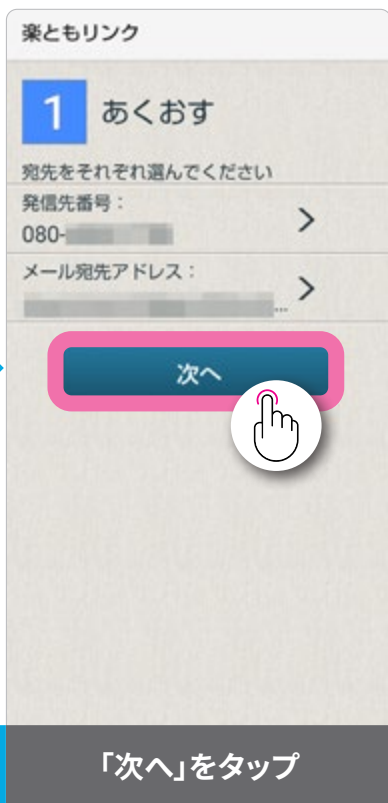 楽ともリンク
1 あくおす
宛先をそれぞれ選んでください
発信先番号：
080-
メール宛先アドレス：
...
次へ
「次へ」をタップ